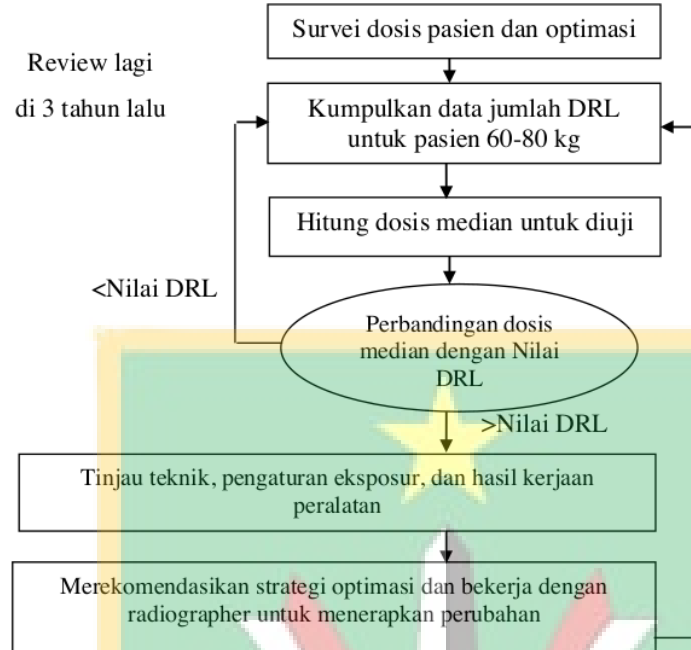 Survei dosis pasien dan optimasi
Review lagi
di 3 tahun lalu
Kumpulkan data jumlah DRL
untuk pasien 60-80 kg
Hitung dosis median untuk diuji
<Nilai DRL
Perbandingan dosis
median dengan Nilai
DRL
>Nilai DRL
Tinjau teknik, pengaturan eksposur, dan hasil kerjaan
peralatan
Merekomendasikan strategi optimasi dan bekerja dengan
radiographer untuk menerapkan perubahan